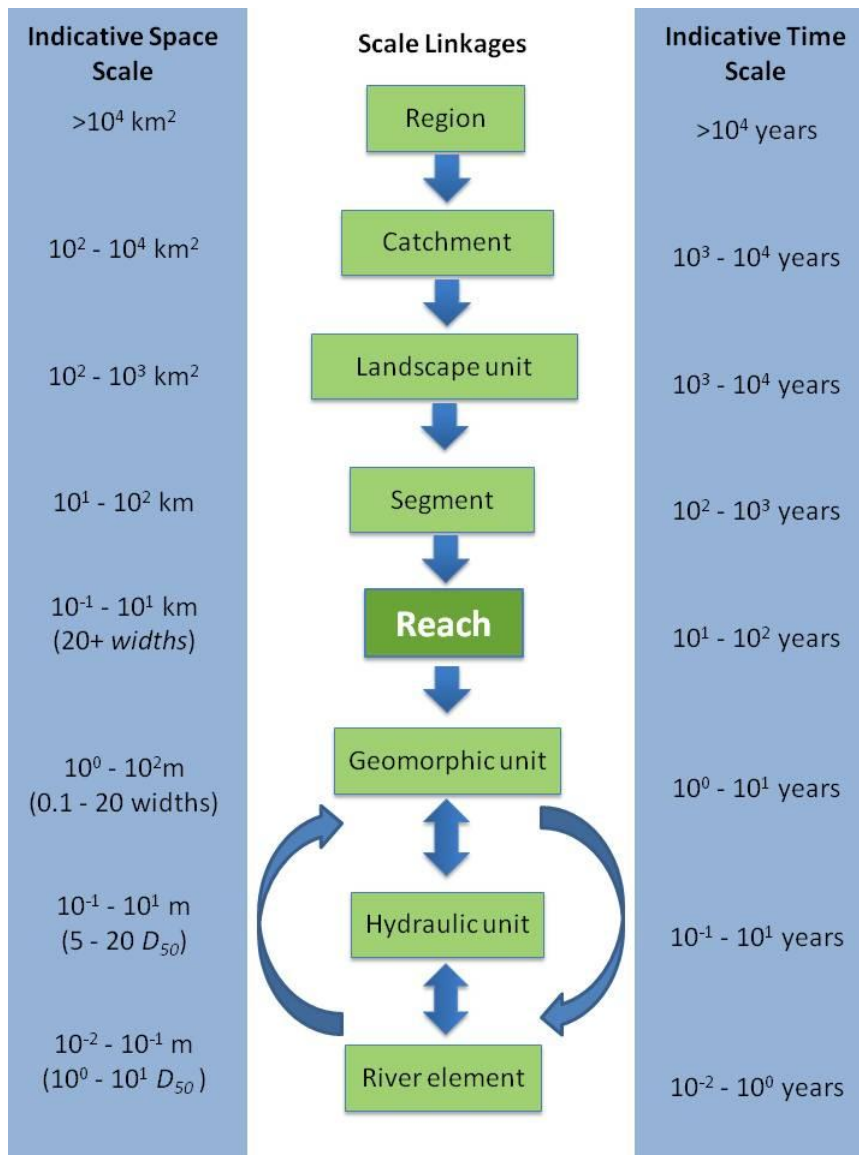 Indicative Space
Scale
Scale Linkages
Indicative Time
Scale
>10⁴ km²
Region
>10⁴ years
10² - 10⁴ km²
Catchment
10³ - 10⁴ years
10² - 10³ km²
Landscape unit
10³ - 10⁴ years
10¹ - 10² km
Segment
10² - 10³ years
10⁻¹ - 10¹ km
(20+ widths)
Reach
10¹ - 10² years
10⁰ - 10²m
(0.1 - 20 widths)
Geomorphic unit
10⁰ - 10¹ years
10⁻¹ - 10¹ m
(5 - 20 D₅₀)
Hydraulic unit
10⁻¹ - 10¹ years
10⁻² - 10⁻¹ m
(10⁰ - 10¹ D₅₀ )
River element
10⁻² - 10⁰ years